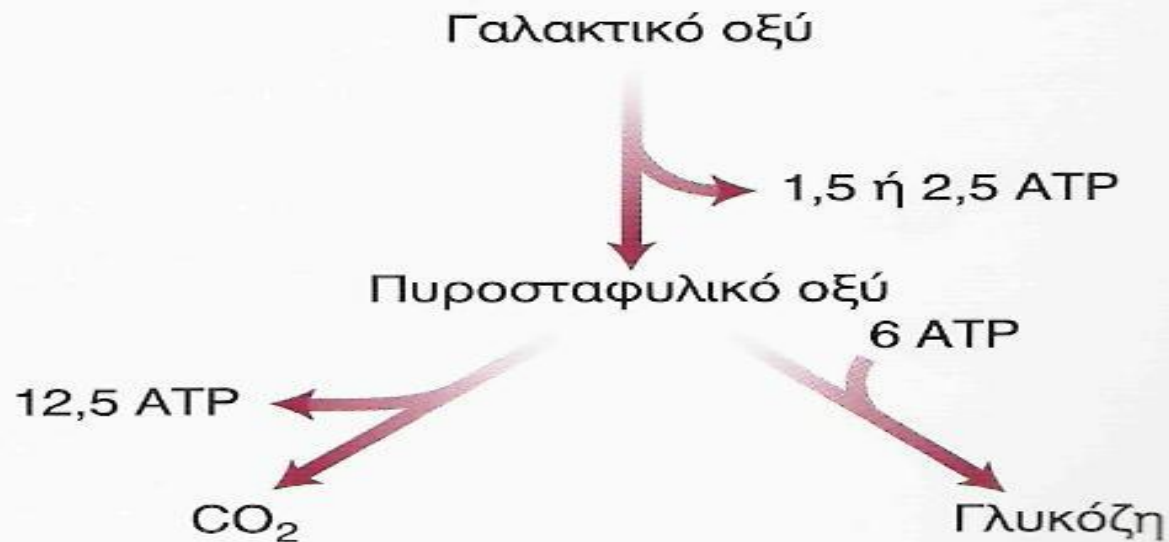 Γαλακτικό οξύ
1,5 ή 2,5 ATP
Πυροσταφυλικό οξύ
6 ATP
12,5 ATP
CO₂
Γλυκόζη